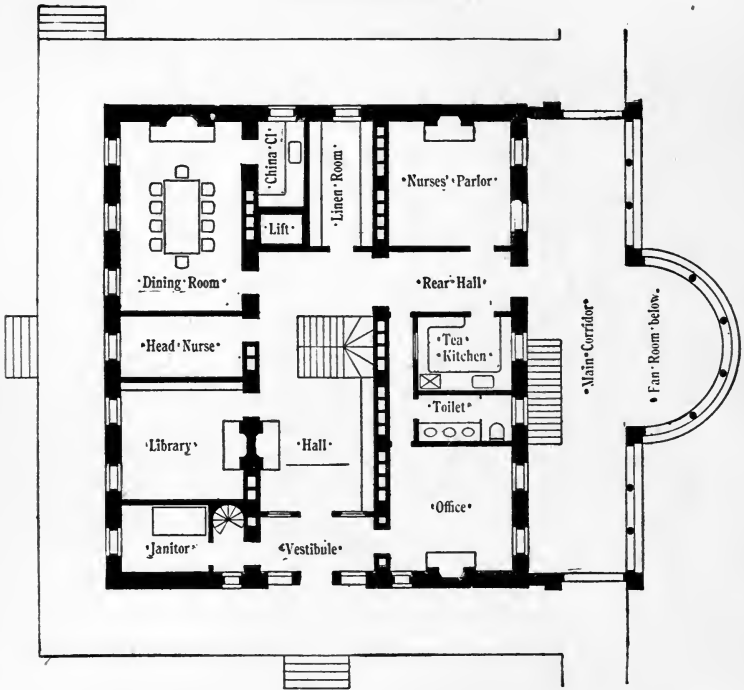 China Cl.
Linen Room
Nurses' Parlor
Lift
Dining Room
Rear Hall
Main Corridor
Fan Room below
Head Nurse
Tea
Kitchen
Toilet
Library
Hall
Office
Janitor
Vestibule